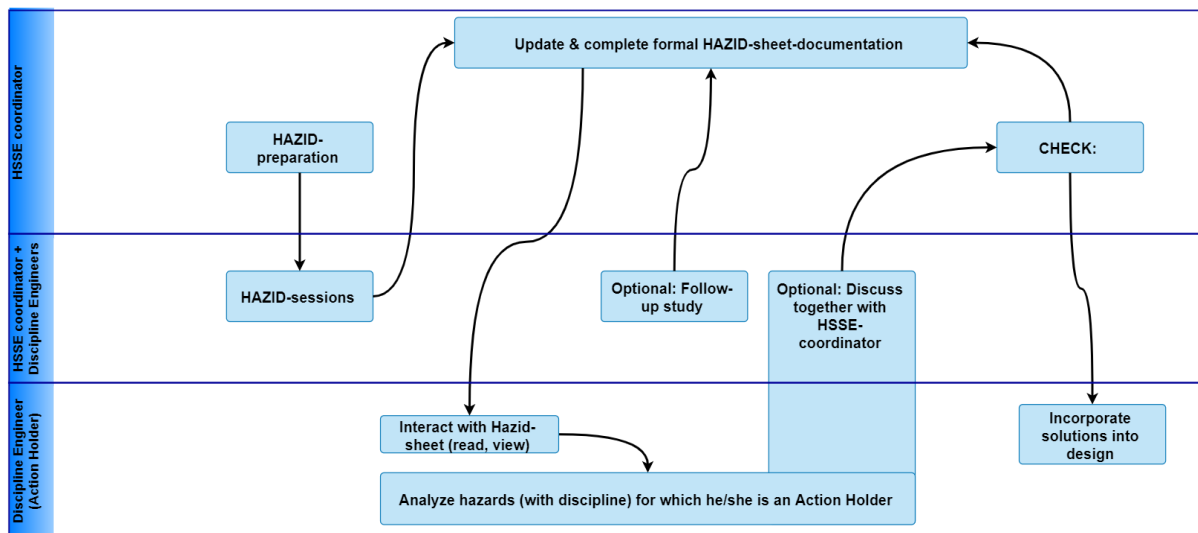 HSSE coordinator
Update & complete formal HAZID-sheet-documentation
HAZID-
preparation
CHECK:
HSSE coordinator +
Discipline Engineers
HAZID-sessions
Optional: Follow-
up study
Optional: Discuss
together with
HSSE-
coordinator
Discipline Engineer
(Action Holder)
Interact with Hazid-
sheet (read, view)
Incorporate
solutions into
design
Analyze hazards (with discipline) for which he/she is an Action Holder